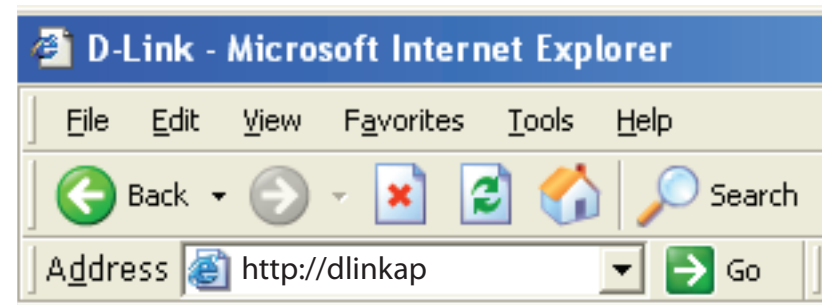 D-Link - Microsoft Internet Explorer
File Edit View Favorites Tools Help
Back Search
Address http://dlinkap Go